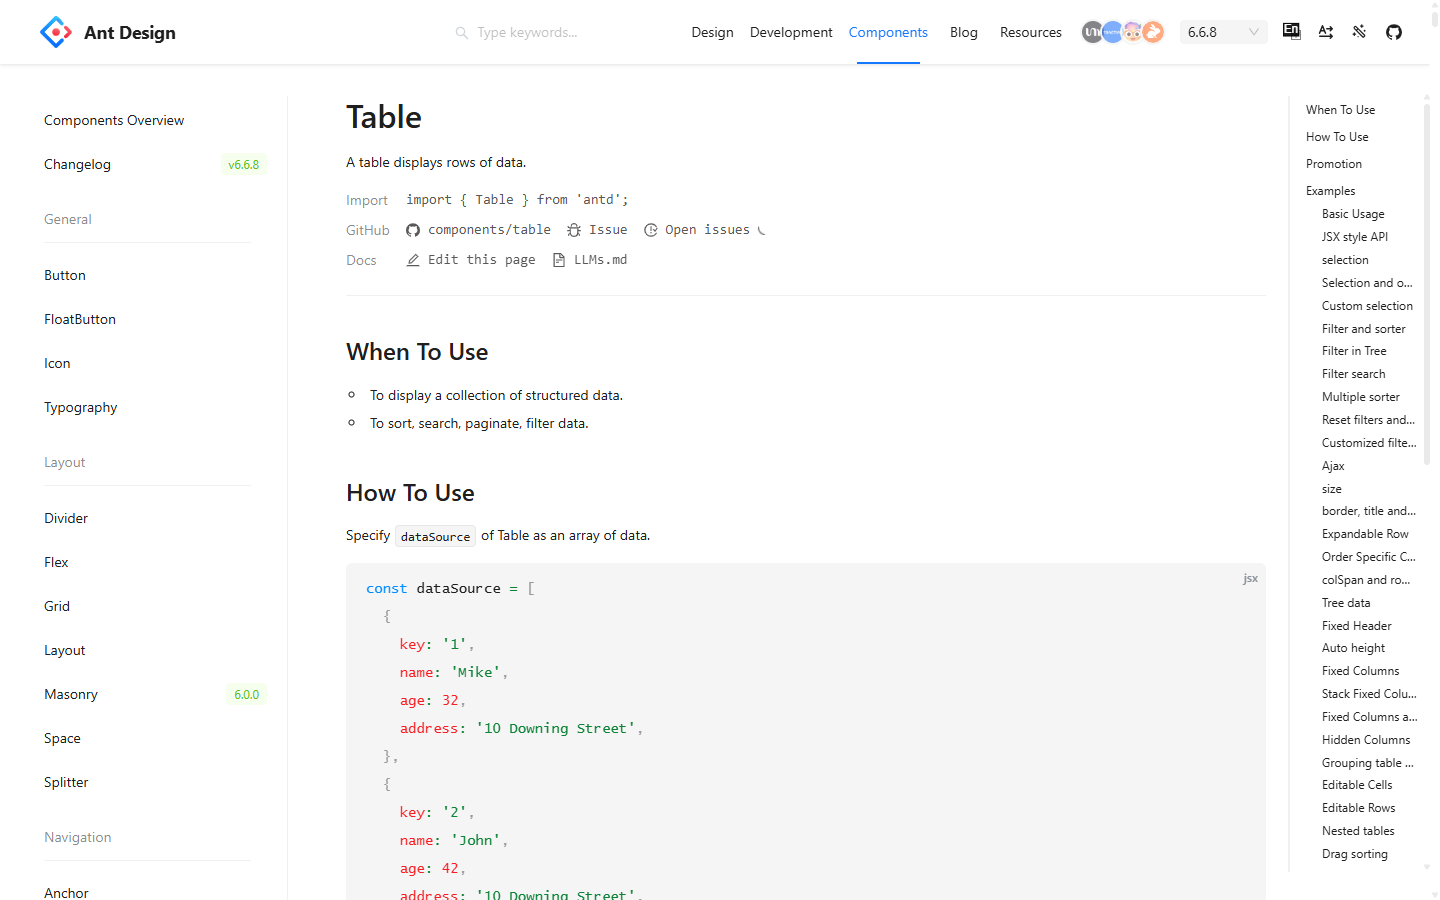 Ant Design
Type keywords...
Design
Development
Components
Blog
Resources
6.6.8
Components Overview
Changelog
v6.6.8
General
Button
FloatButton
Icon
Typography
Layout
Divider
Flex
Grid
Layout
Masonry
6.0.0
Space
Splitter
Navigation
Anchor
Table
A table displays rows of data.
Import
import { Table } from 'antd';
GitHub
components/table
Issue
Open issues
Docs
Edit this page
LLMs.md
When To Use
To display a collection of structured data.
To sort, search, paginate, filter data.
How To Use
Specify dataSource of Table as an array of data.
jsx
const dataSource = [
{
key: '1',
name: 'Mike',
age: 32,
address: '10 Downing Street',
},
{
key: '2',
name: 'John',
age: 42,
address: '10 Downing Street',
When To Use
How To Use
Promotion
Examples
Basic Usage
JSX style API
selection
Selection and o...
Custom selection
Filter and sorter
Filter in Tree
Filter search
Multiple sorter
Reset filters and...
Customized filte...
Ajax
size
border, title and...
Expandable Row
Order Specific C...
colSpan and ro...
Tree data
Fixed Header
Auto height
Fixed Columns
Stack Fixed Colu...
Fixed Columns a...
Hidden Columns
Grouping table ...
Editable Cells
Editable Rows
Nested tables
Drag sorting